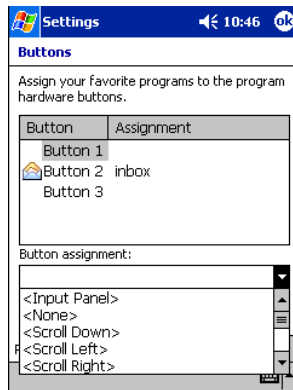 Settings 10:46 ok
Buttons
Assign your favorite programs to the program
hardware buttons.
Button Assignment
Button 1
Button 2 inbox
Button 3
Button assignment:
<Input Panel>
<None>
<Scroll Down>
<Scroll Left>
<Scroll Right>